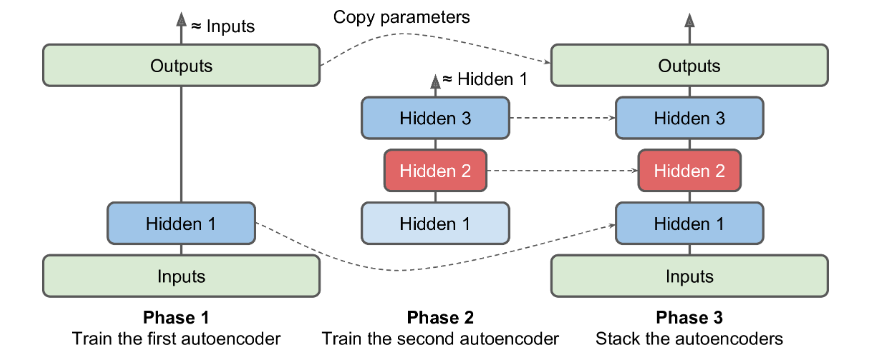 Copy parameters
≈ Inputs
Outputs
Hidden 1
Inputs
Phase 1
Train the first autoencoder
≈ Hidden 1
Hidden 3
Hidden 2
Hidden 1
Phase 2
Train the second autoencoder
Outputs
Hidden 3
Hidden 2
Hidden 1
Inputs
Phase 3
Stack the autoencoders